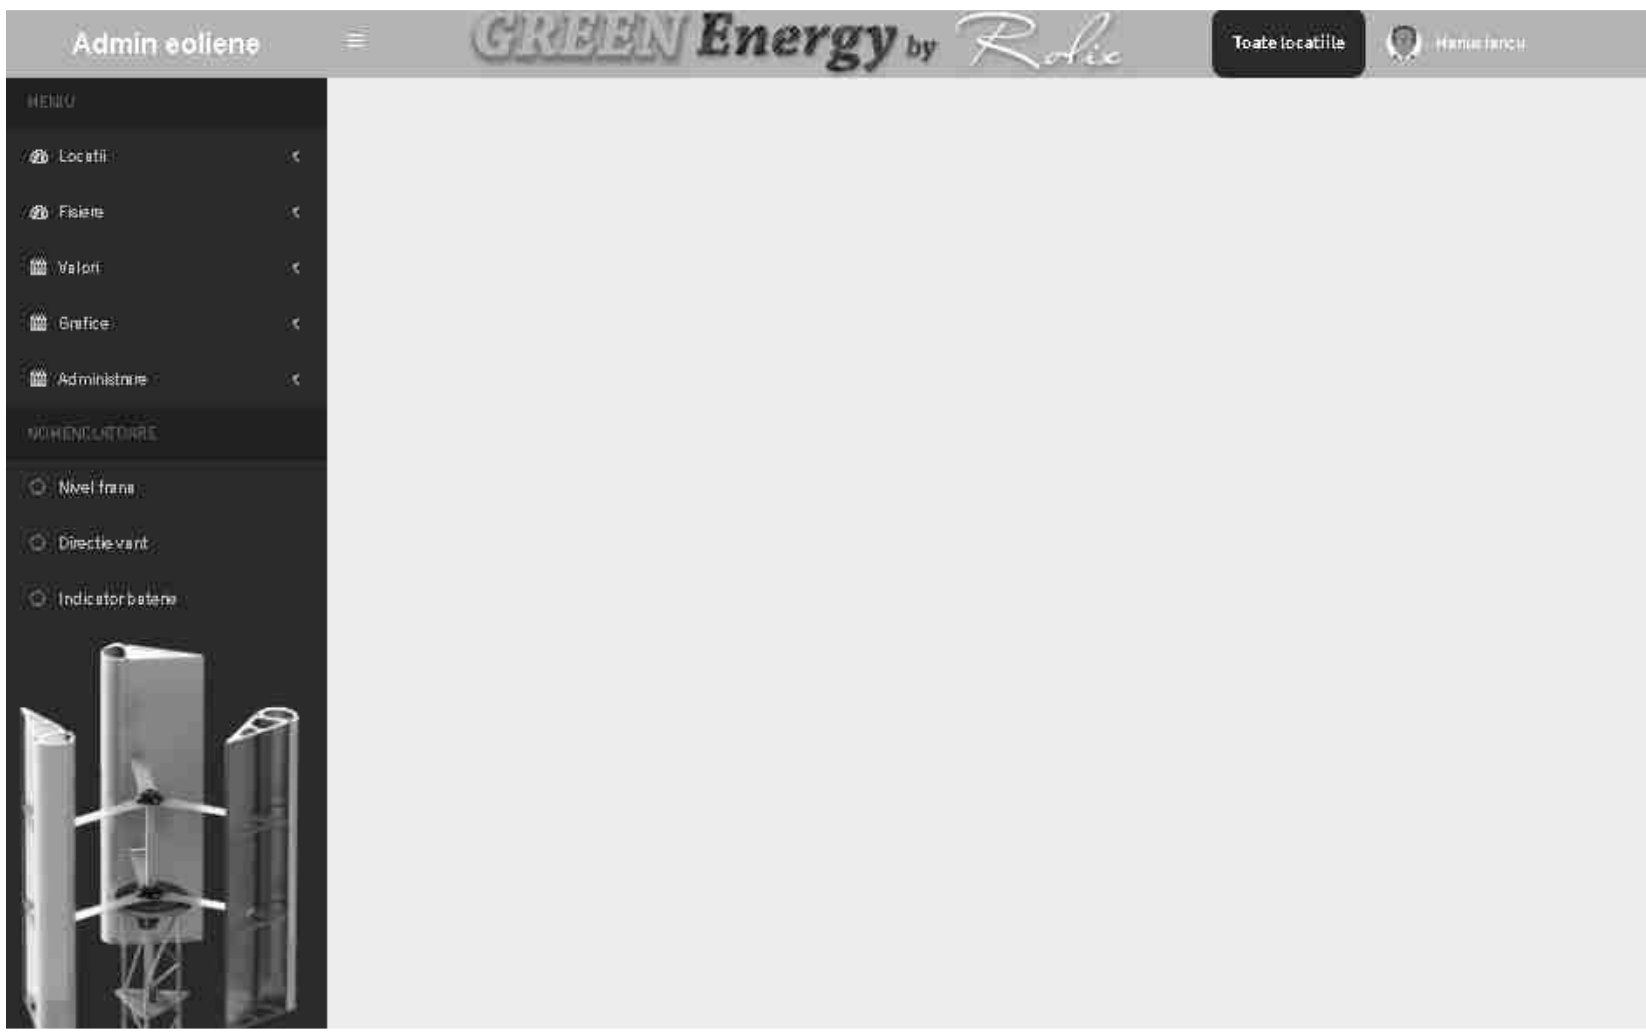 Admin eoliene
GREEN Energy by Rolix
Toate locatiile
MENIU
Locatii
Fisiere
Valori
Grafice
Administrare
NOMENCLATOARE
Nivel frana
Directie vant
Indicator baterie